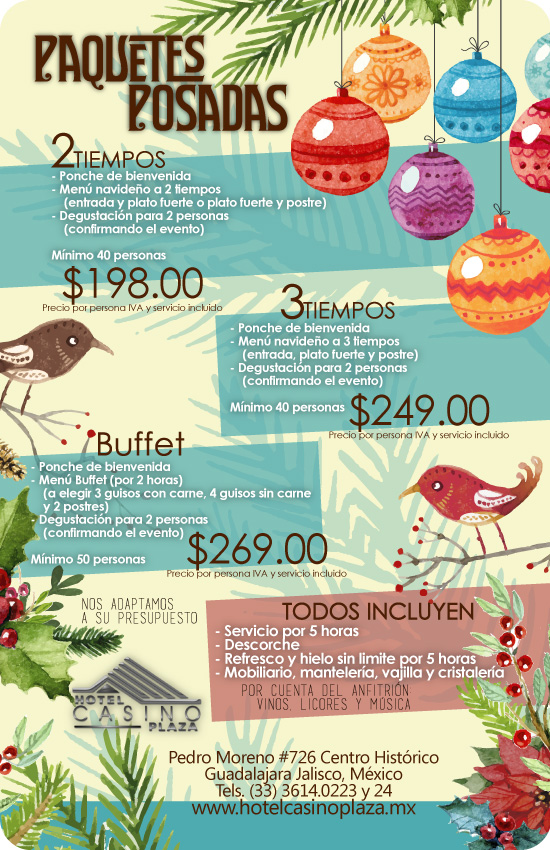 PAQUETES
POSADAS
2TIEMPOS
- Ponche de bienvenida
- Menú navideño a 2 tiempos
(entrada y plato fuerte o plato fuerte y postre)
- Degustación para 2 personas
(confirmando el evento)
Mínimo 40 personas
$198.00
Precio por persona IVA y servicio incluido
3TIEMPOS
- Ponche de bienvenida
- Menú navideño a 3 tiempos
(entrada, plato fuerte y postre)
- Degustación para 2 personas
(confirmando el evento)
Mínimo 40 personas $249.00
Precio por persona IVA y servicio incluido
Buffet
- Ponche de bienvenida
- Menú Buffet (por 2 horas)
(a elegir 3 guisos con carne, 4 guisos sin carne
y 2 postres)
- Degustación para 2 personas
(confirmando el evento)
Mínimo 50 personas $269.00
Precio por persona IVA y servicio incluido
NOS ADAPTAMOS
A SU PRESUPUESTO
TODOS INCLUYEN
- Servicio por 5 horas
- Descorche
- Refresco y hielo sin limite por 5 horas
- Mobiliario, mantelería, vajilla y cristalería
POR CUENTA DEL ANFITRIÓN
VINOS, LICORES Y MÚSICA
HOTEL
CASINO
PLAZA
Pedro Moreno #726 Centro Histórico
Guadalajara Jalisco, México
Tels. (33) 3614.0223 y 24
www.hotelcasinoplaza.mx